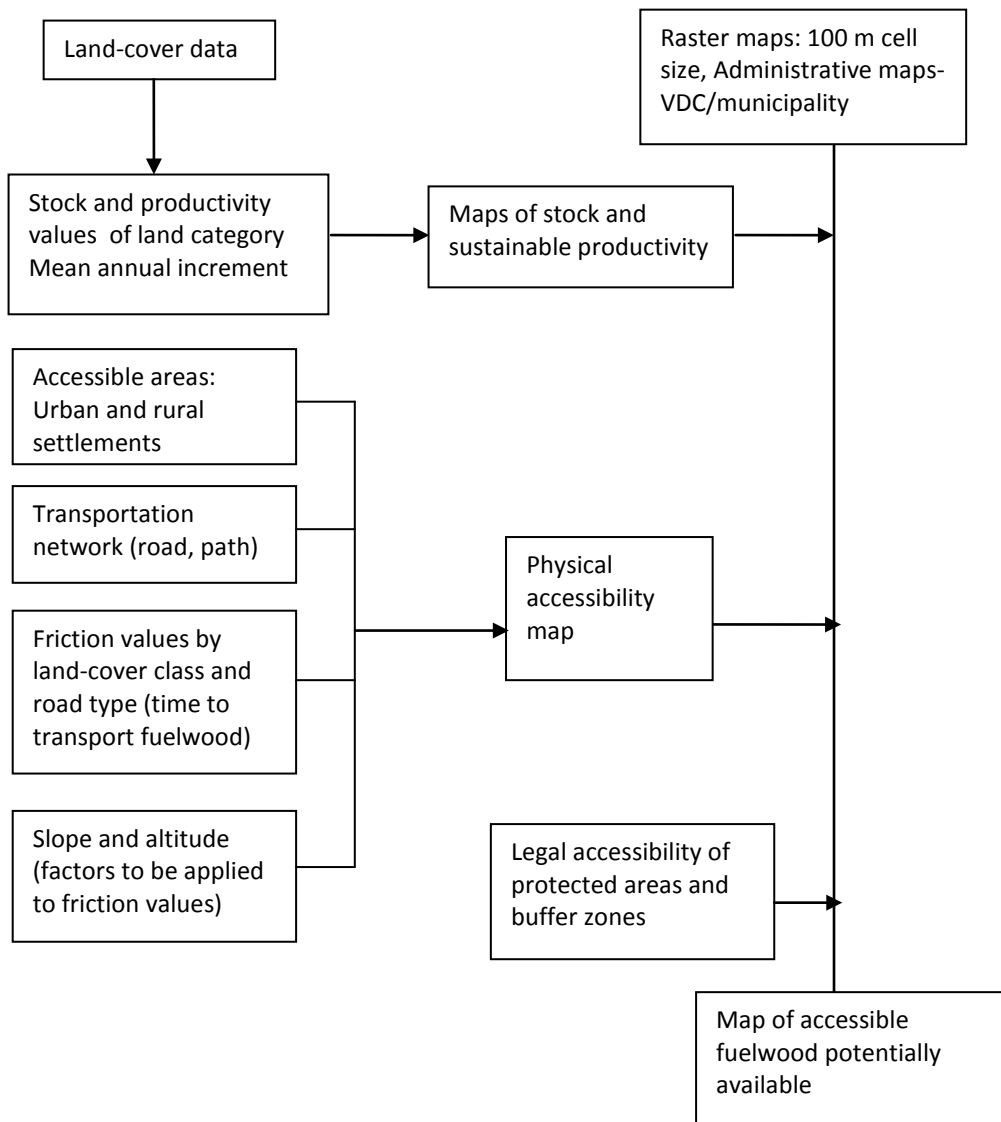 Land-cover data
Raster maps: 100 m cell
size, Administrative maps-
VDC/municipality
Stock and productivity
values of land category
Mean annual increment
Maps of stock and
sustainable productivity
Accessible areas:
Urban and rural
settlements
Transportation
network (road, path)
Friction values by
land-cover class and
road type (time to
transport fuelwood)
Physical
accessibility
map
Slope and altitude
(factors to be applied
to friction values)
Legal accessibility of
protected areas and
buffer zones
Map of accessible
fuelwood potentially
available